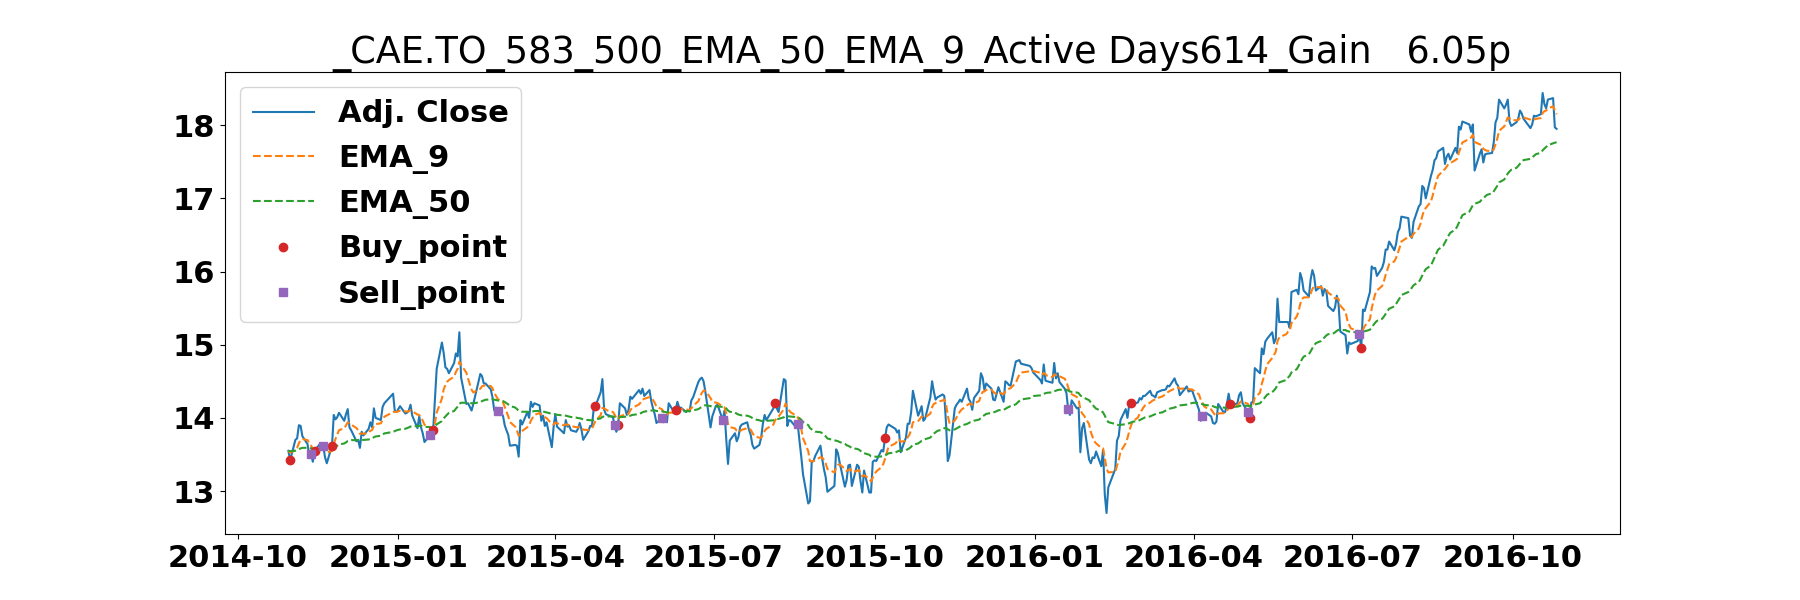 _CAE.TO_583_500_EMA_50_EMA_9_Active Days614_Gain   6.05p
Adj. Close
EMA_9
EMA_50
Buy_point
Sell_point
18
17
16
15
14
13
2014-10 2015-01 2015-04 2015-07 2015-10 2016-01 2016-04 2016-07 2016-10